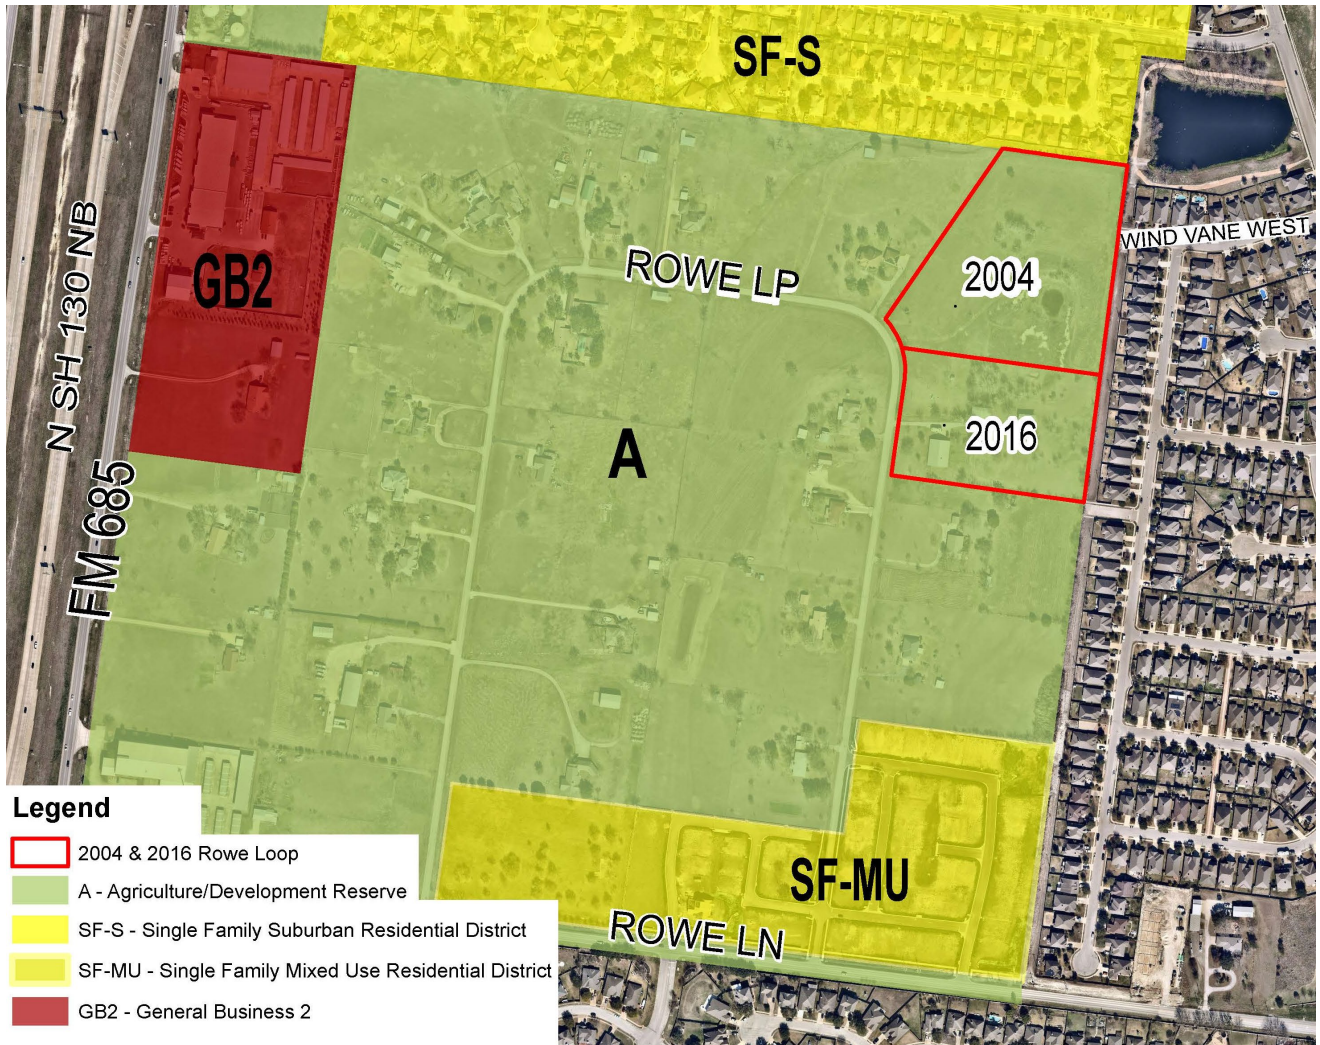 SF-S
WIND VANE WEST
ROWE LP
2004
GB2
N SH 130 NB
A
2016
FM 685
SF-MU
ROWE LN
Legend
2004 & 2016 Rowe Loop
A - Agriculture/Development Reserve
SF-S - Single Family Suburban Residential District
SF-MU - Single Family Mixed Use Residential District
GB2 - General Business 2